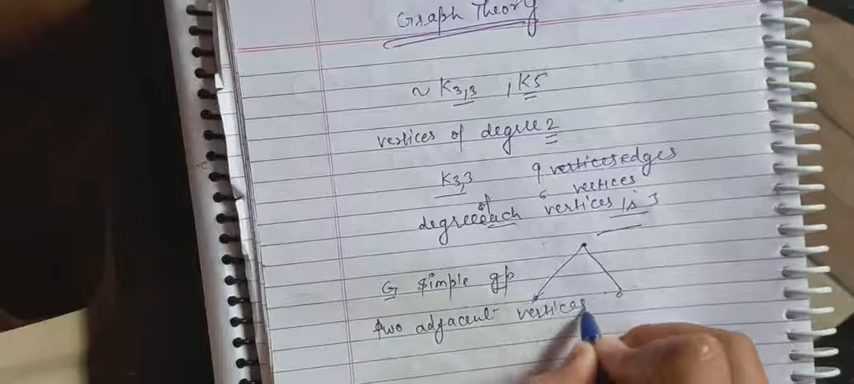 Graph Theory
~ K3,3 , K5
vertices of degree 2
K3,3 9 vertices edges
6 vertices
degree of each vertices is 3
G simple gp
two adjacent vertices